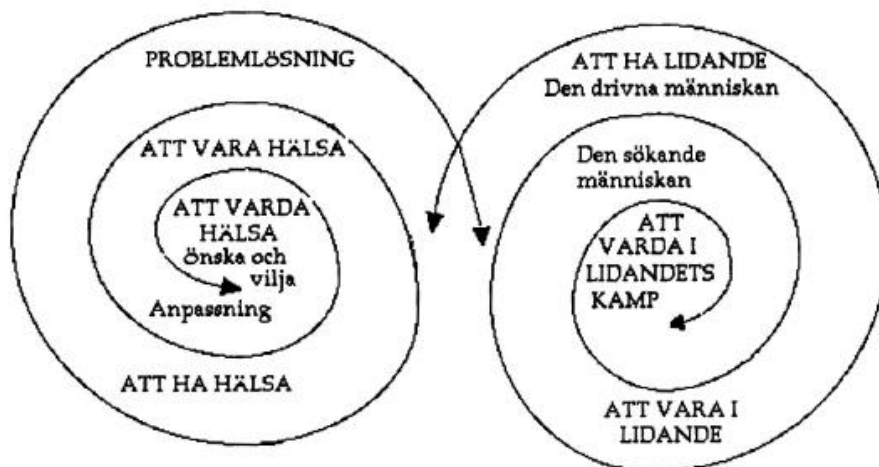 PROBLEMLÖSNING
ATT VARA HÄLSA
ATT VARDA
HÄLSA
önska och
vilja
Anpassning
ATT HA HÄLSA
ATT HA LIDANDE
Den drivna människan
Den sökande
människan
ATT
VARDA I
LIDANDETS
KAMP
ATT VARA I
LIDANDE